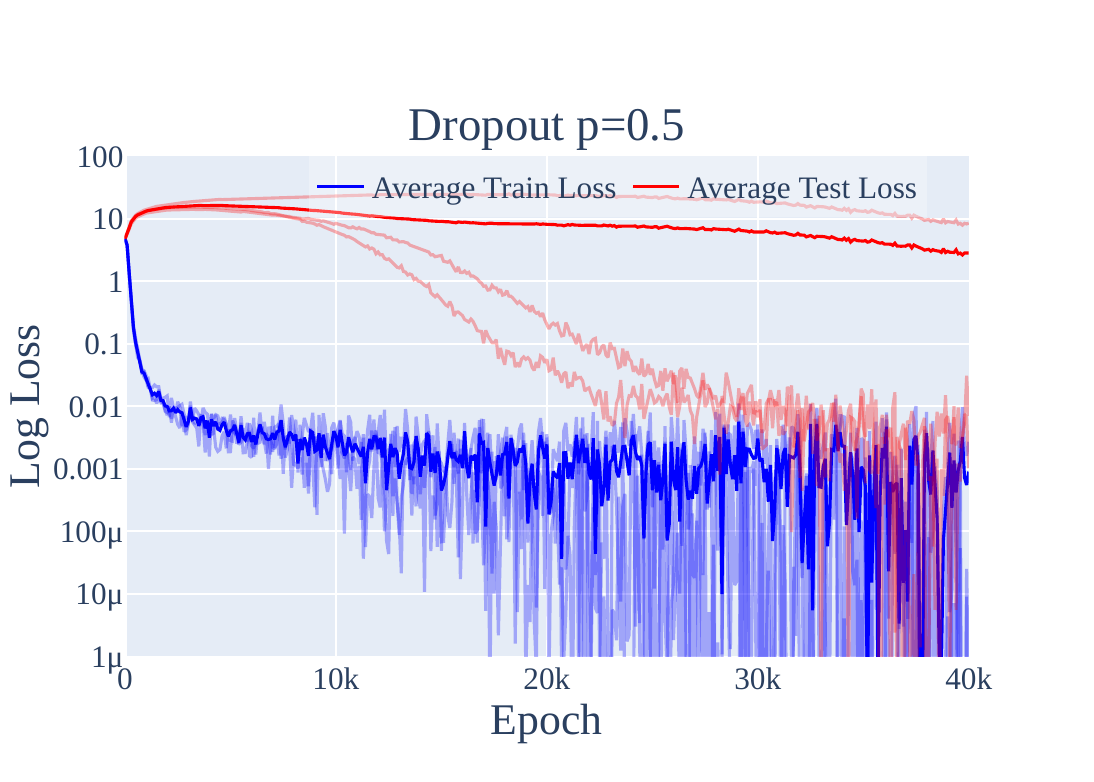 Dropout p=0.5
Average Train Loss
Average Test Loss
100
10
1
0.1
0.01
0.001
100μ
10μ
1μ
Log Loss
0
10k
20k
30k
40k
Epoch